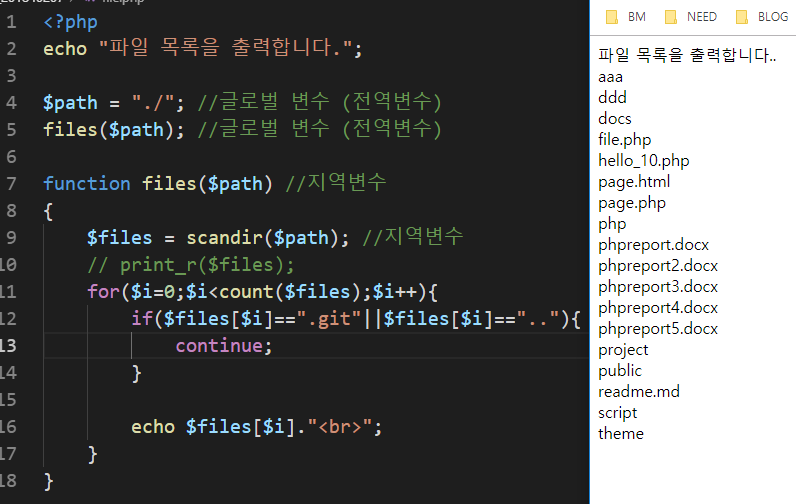 file.php
BM NEED BLOG
1 <?php
2 echo "파일 목록을 출력합니다.";
3
4 $path = "./"; //글로벌 변수 (전역변수)
5 files($path); //글로벌 변수 (전역변수)
6
7 function files($path) //지역변수
8 {
9 $files = scandir($path); //지역변수
10 // print_r($files);
11 for($i=0;$i<count($files);$i++){
12 if($files[$i]==".git"||$files[$i]==".."){
13 continue;
14 }
15
16 echo $files[$i]."<br>";
17 }
18 }
파일 목록을 출력합니다..
aaa
ddd
docs
file.php
hello_10.php
page.html
page.php
php
phpreport.docx
phpreport2.docx
phpreport3.docx
phpreport4.docx
phpreport5.docx
project
public
readme.md
script
theme